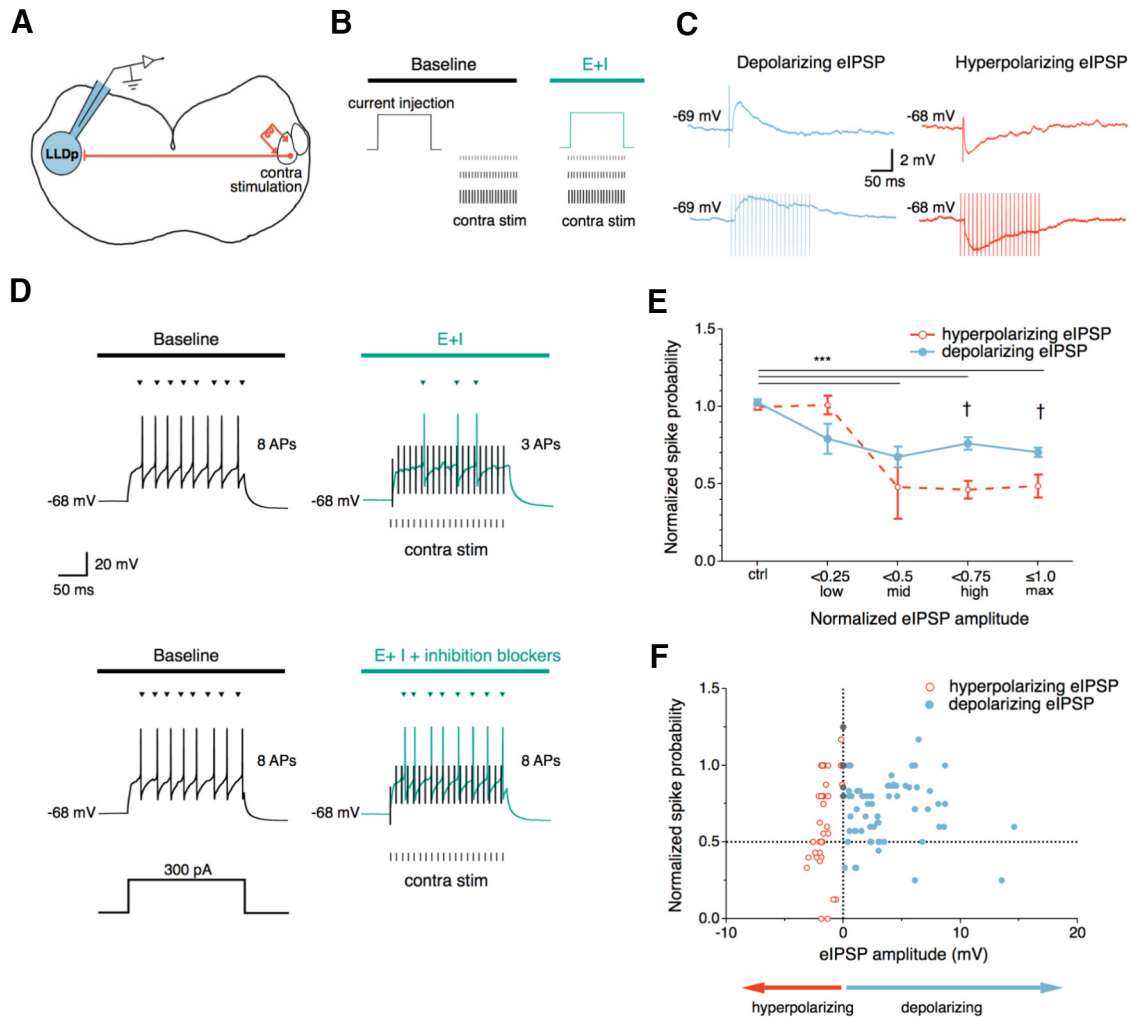 A
LLDp
contra
stimulation
B
Baseline
E+I
current injection
contra stim
contra stim
C
Depolarizing eIPSP
Hyperpolarizing eIPSP
-69 mV
-68 mV
2 mV
50 ms
-69 mV
-68 mV
D
Baseline
E+I
8 APs
3 APs
-68 mV
-68 mV
contra stim
20 mV
50 ms
Baseline
E+ I + inhibition blockers
8 APs
8 APs
-68 mV
-68 mV
300 pA
contra stim
E
Normalized spike probability
1.5
1.0
0.5
0.0
hyperpolarizing eIPSP
depolarizing eIPSP
***
†
†
ctrl
<0.25
low
<0.5
mid
<0.75
high
≤1.0
max
Normalized eIPSP amplitude
F
Normalized spike probability
1.5
1.0
0.5
0.0
hyperpolarizing eIPSP
depolarizing eIPSP
-10
0
10
20
eIPSP amplitude (mV)
hyperpolarizing
depolarizing